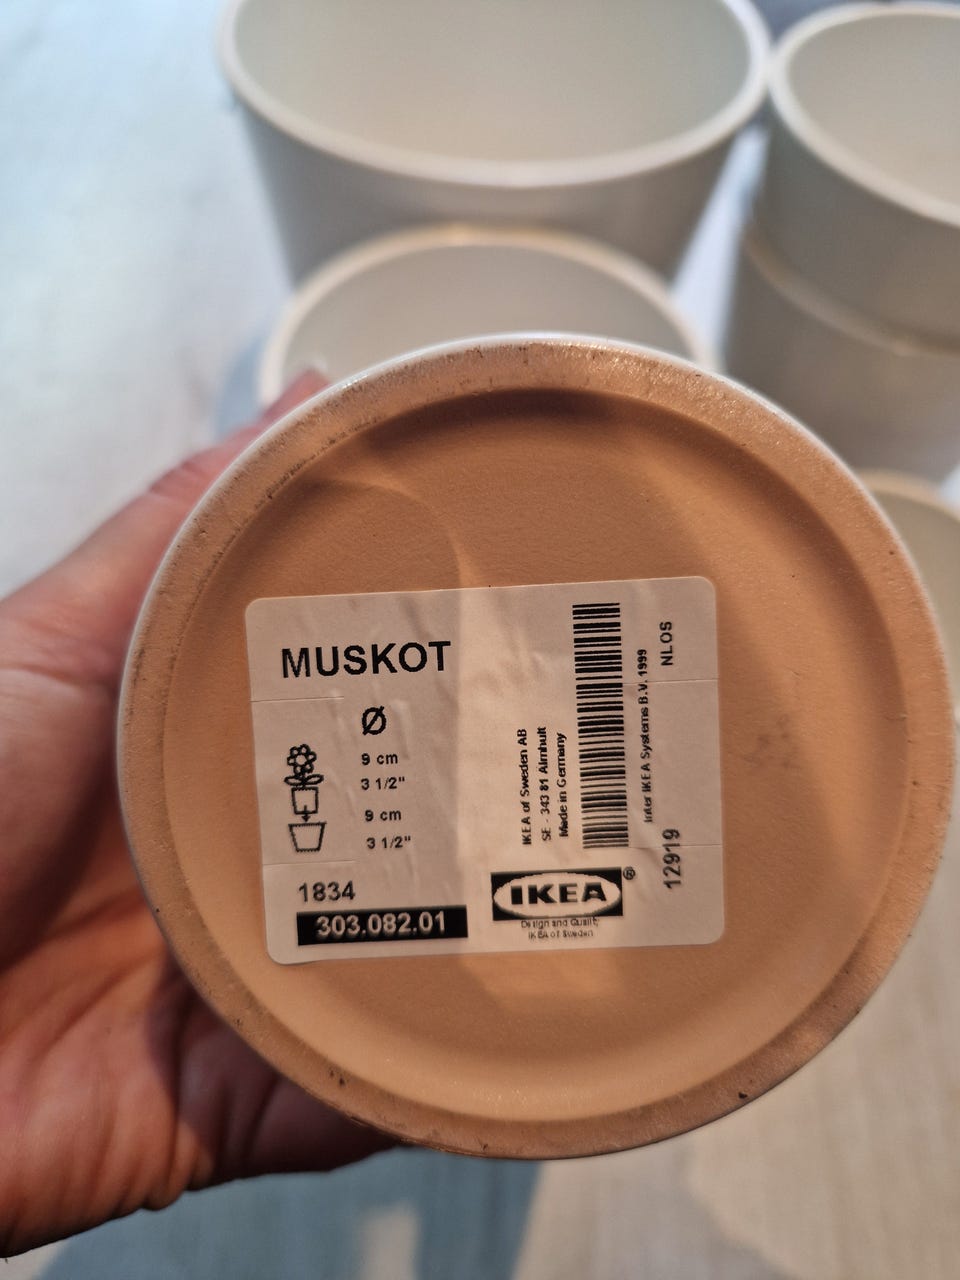 MUSKOT
Ø
9 cm
3 1/2"
9 cm
3 1/2"
1834
303.082.01
IKEA of Sweden AB
SE - 343 81 Älmhult
Made in Germany
Inter IKEA Systems B.V. 1999
12919
NLOS
IKEA®
Design and Quality
IKEA of Sweden